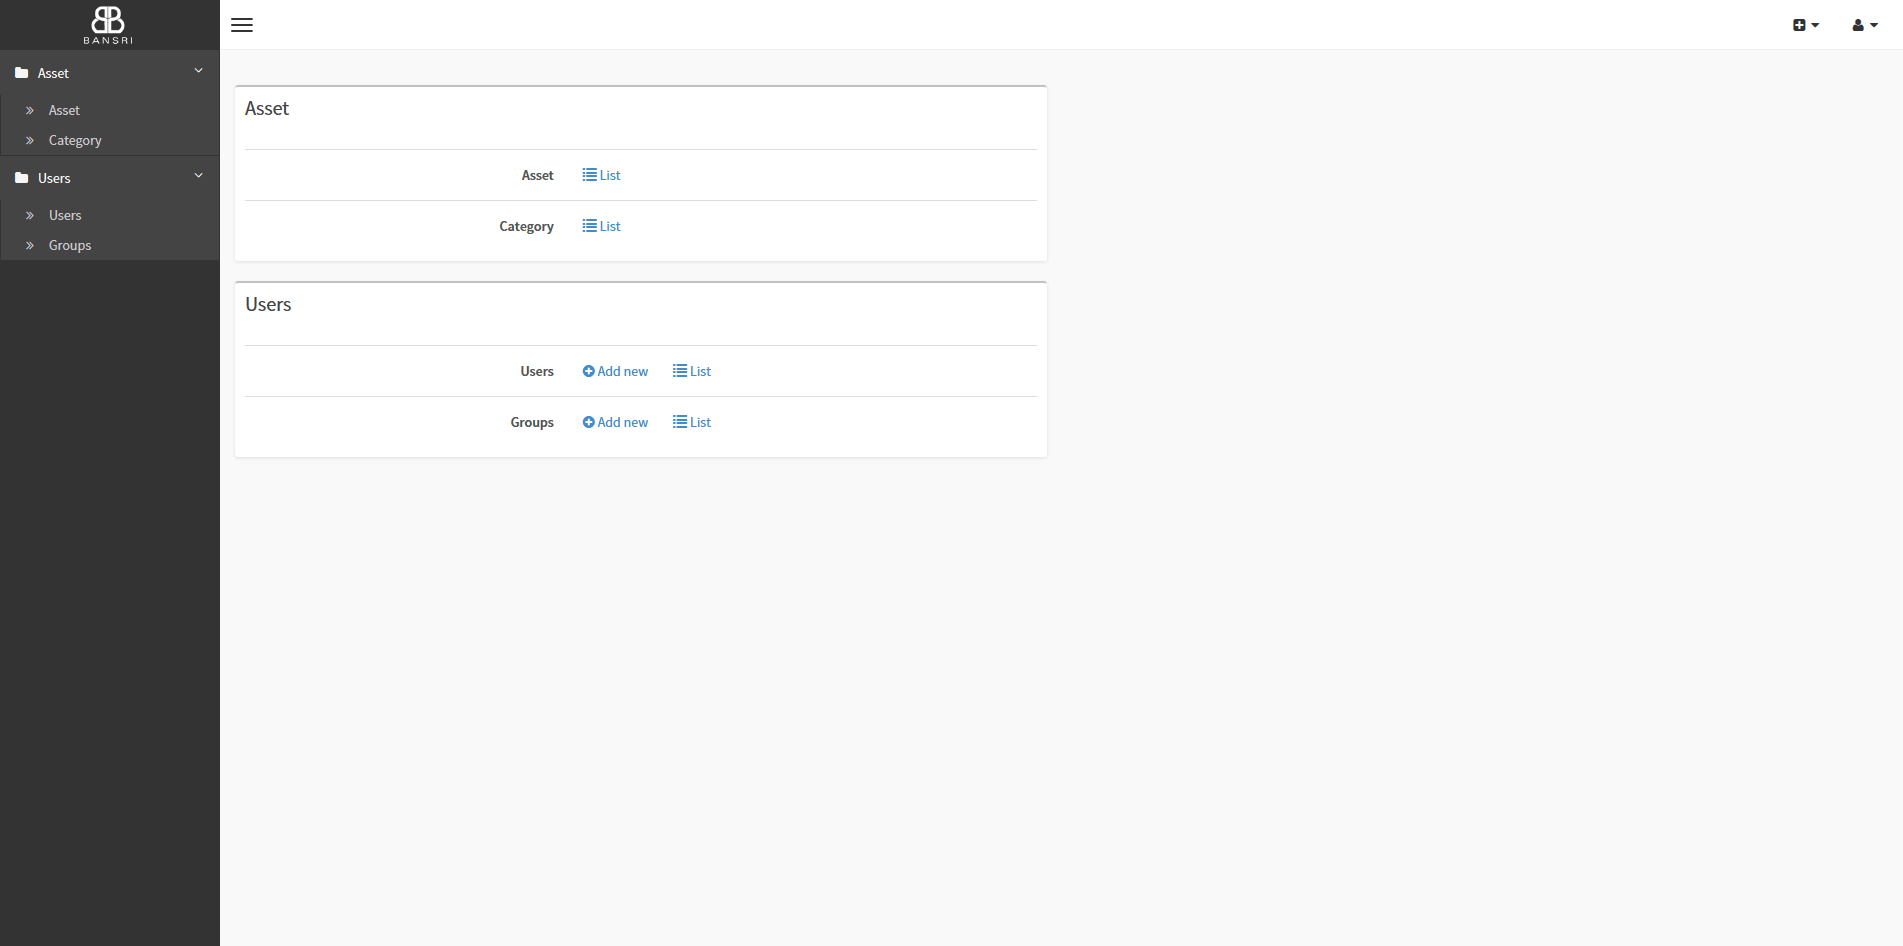 BANSRI
Asset
Asset
Category
Users
Users
Groups
Asset
Asset List
Category List
Users
Users Add new List
Groups Add new List